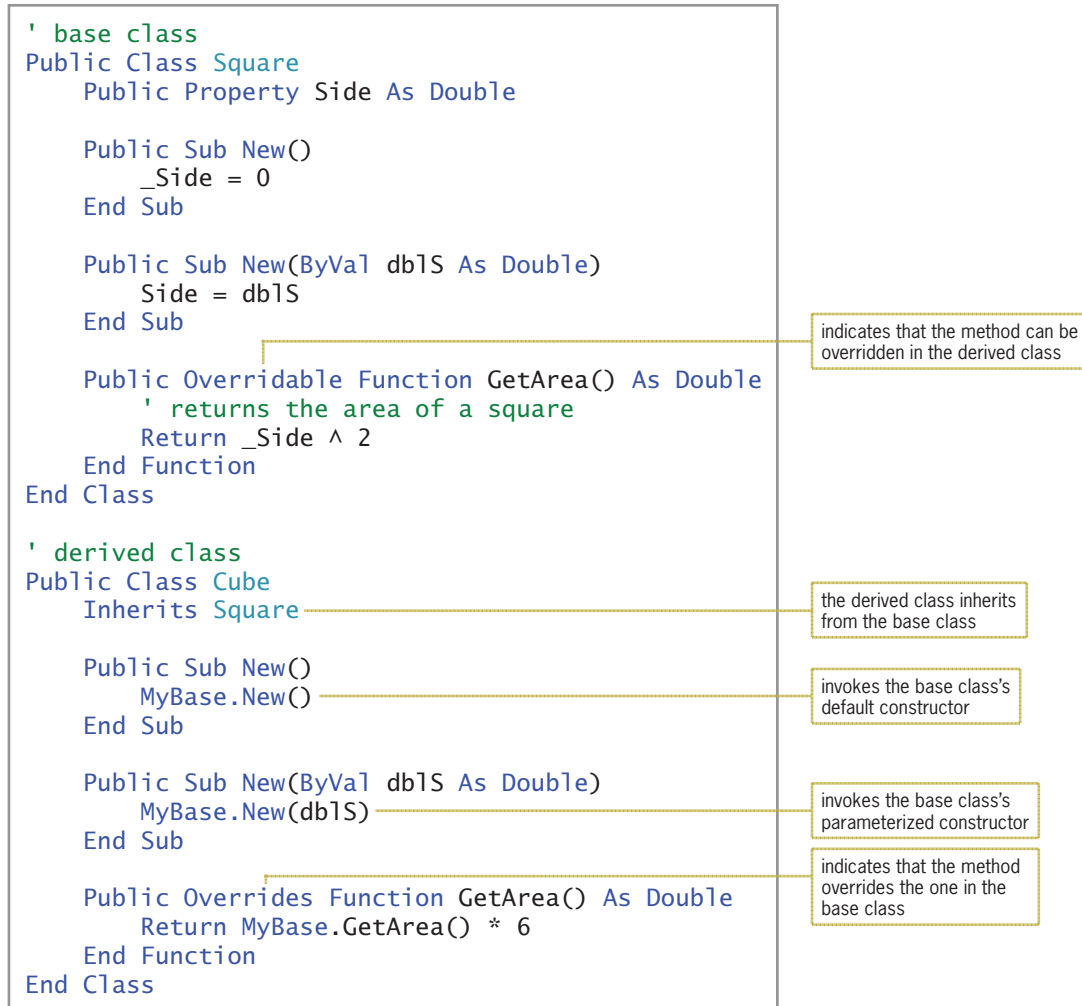 ' base class
Public Class Square
    Public Property Side As Double

    Public Sub New()
        _Side = 0
    End Sub

    Public Sub New(ByVal dblS As Double)
        Side = dblS
    End Sub

    Public Overridable Function GetArea() As Double
        ' returns the area of a square
        Return _Side ^ 2
    End Function
End Class

' derived class
Public Class Cube
    Inherits Square

    Public Sub New()
        MyBase.New()
    End Sub

    Public Sub New(ByVal dblS As Double)
        MyBase.New(dblS)
    End Sub

    Public Overrides Function GetArea() As Double
        Return MyBase.GetArea() * 6
    End Function
End Class

indicates that the method can be
overridden in the derived class
the derived class inherits
from the base class
invokes the base class’s
default constructor
invokes the base class’s
parameterized constructor
indicates that the method
overrides the one in the
base class